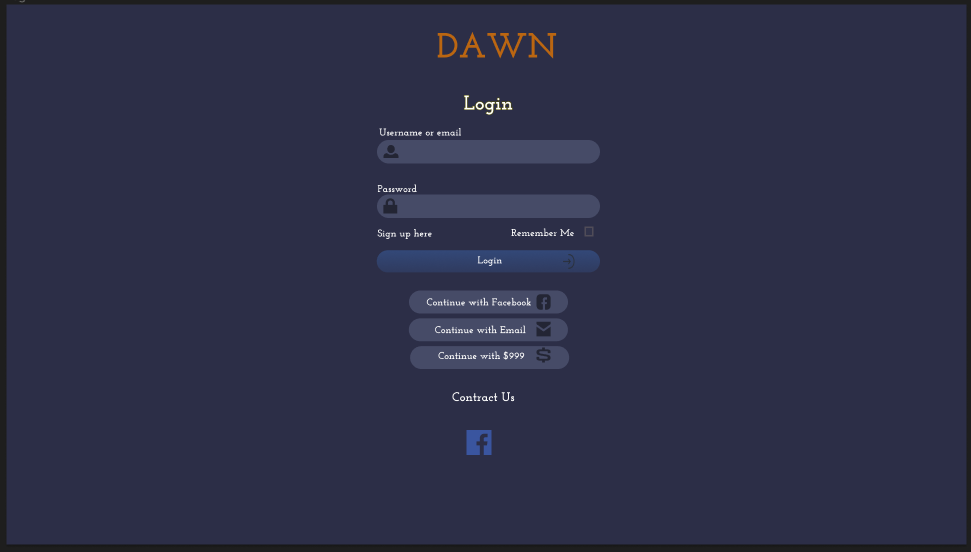 DAWN
Login
Username or email
Password
Sign up here
Remember Me
Login
Continue with Facebook
Continue with Email
Continue with $999
Contract Us